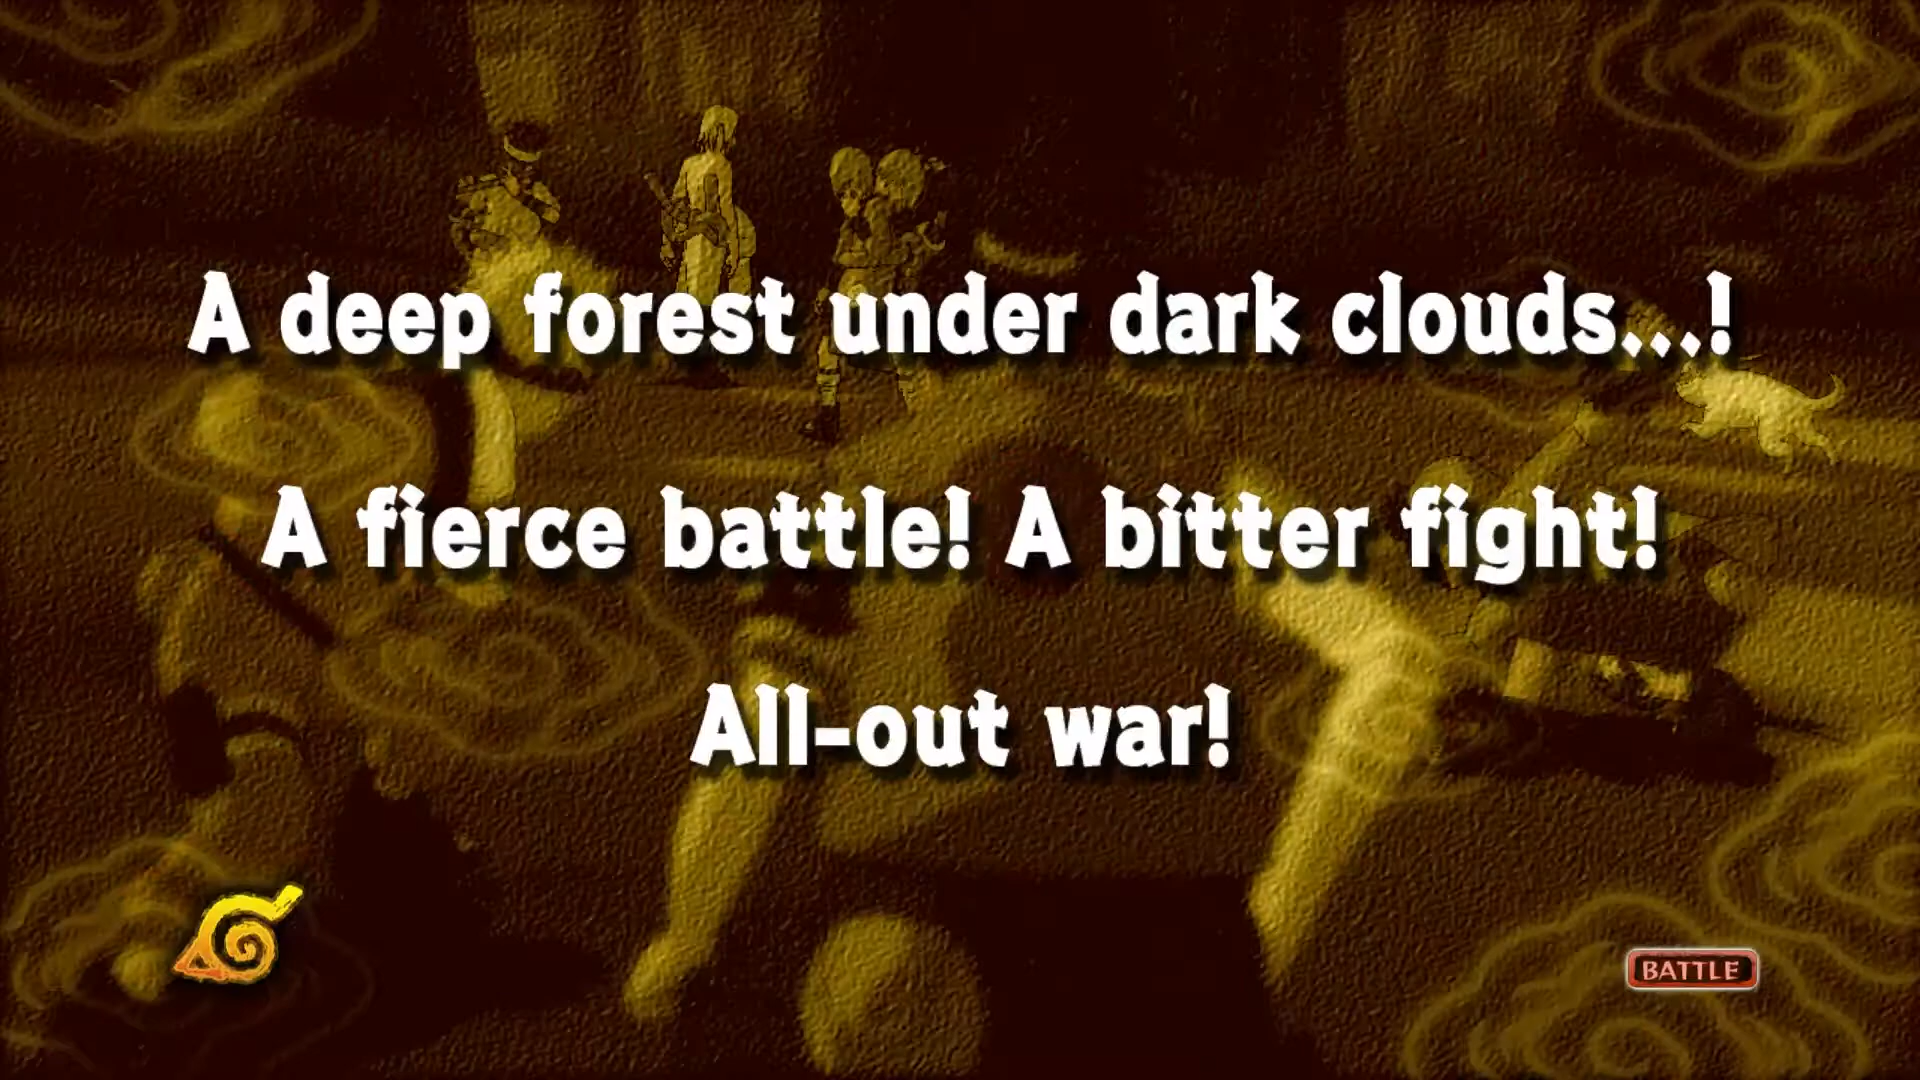 A deep forest under dark clouds...!
A fierce battle! A bitter fight!
All-out war!
BATTLE